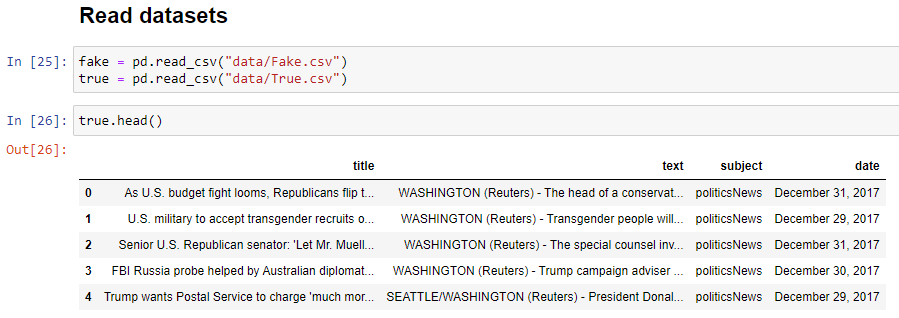 Read datasets
In [25]: fake = pd.read_csv("data/Fake.csv")
true = pd.read_csv("data/True.csv")
In [26]: true.head()
Out[26]:
title text subject date
0 As U.S. budget fight looms, Republicans flip t... WASHINGTON (Reuters) - The head of a conservat... politicsNews December 31, 2017
1 U.S. military to accept transgender recruits o... WASHINGTON (Reuters) - Transgender people will... politicsNews December 29, 2017
2 Senior U.S. Republican senator: 'Let Mr. Muell... WASHINGTON (Reuters) - The special counsel inv... politicsNews December 31, 2017
3 FBI Russia probe helped by Australian diplomat... WASHINGTON (Reuters) - Trump campaign adviser ... politicsNews December 30, 2017
4 Trump wants Postal Service to charge 'much mor... SEATTLE/WASHINGTON (Reuters) - President Donal... politicsNews December 29, 2017